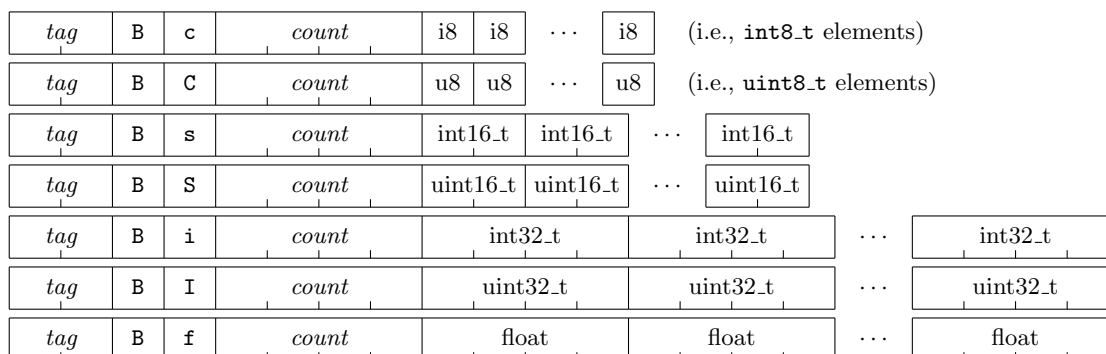 tag B c count i8 i8 ··· i8 (i.e., int8_t elements)
tag B C count u8 u8 ··· u8 (i.e., uint8_t elements)
tag B s count int16_t int16_t ··· int16_t
tag B S count uint16_t uint16_t ··· uint16_t
tag B i count int32_t int32_t ··· int32_t
tag B I count uint32_t uint32_t ··· uint32_t
tag B f count float float ··· float